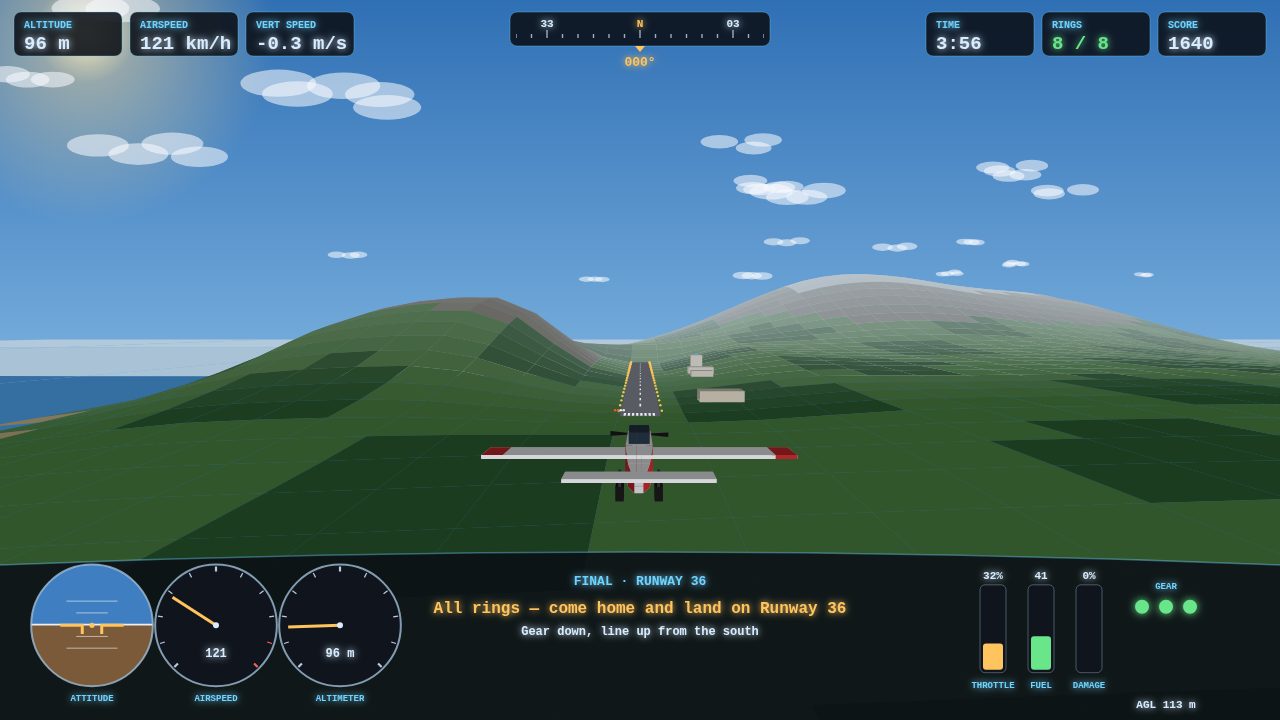 ALTITUDE
96 m
AIRSPEED
121 km/h
VERT SPEED
-0.3 m/s
33 N 03
000°
TIME
3:56
RINGS
8 / 8
SCORE
1640
121
96 m
ATTITUDE
AIRSPEED
ALTIMETER
FINAL · RUNWAY 36
All rings — come home and land on Runway 36
Gear down, line up from the south
32% 41 0%
THROTTLE FUEL DAMAGE
GEAR
AGL 113 m